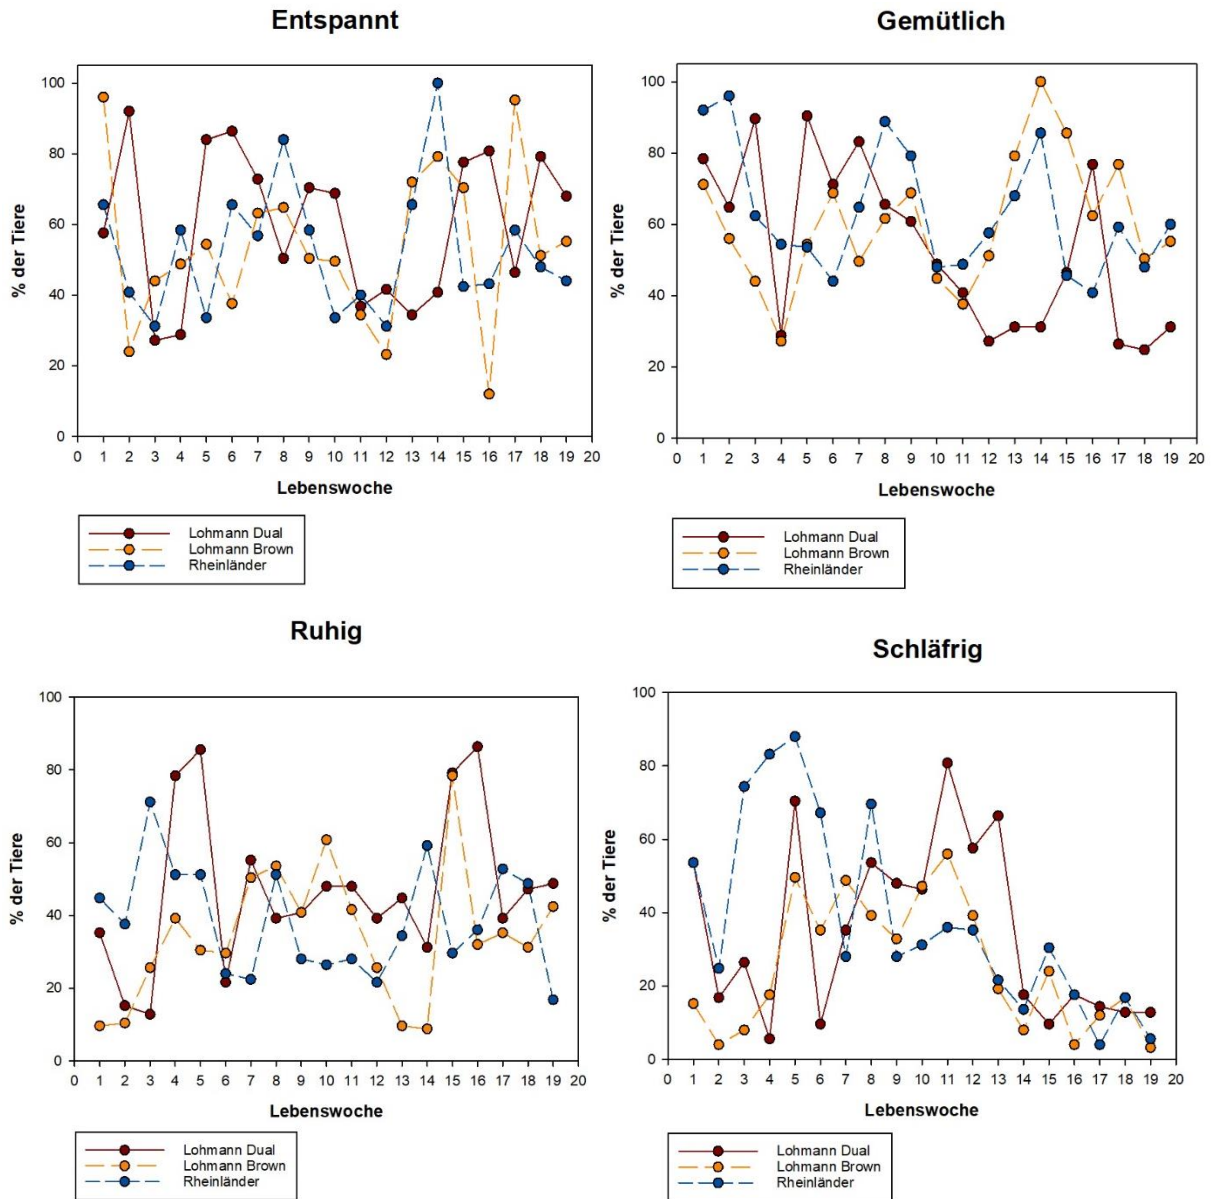 Entspannt
100
80
60
40
20
0
% der Tiere
0 1 2 3 4 5 6 7 8 9 10 11 12 13 14 15 16 17 18 19 20
Lebenswoche
Lohmann Dual
Lohmann Brown
Rheinländer
Gemütlich
100
80
60
40
20
0
% der Tiere
0 1 2 3 4 5 6 7 8 9 10 11 12 13 14 15 16 17 18 19 20
Lebenswoche
Lohmann Dual
Lohmann Brown
Rheinländer
Ruhig
100
80
60
40
20
0
% der Tiere
0 1 2 3 4 5 6 7 8 9 10 11 12 13 14 15 16 17 18 19 20
Lebenswoche
Lohmann Dual
Lohmann Brown
Rheinländer
Schläfrig
100
80
60
40
20
0
% der Tiere
0 1 2 3 4 5 6 7 8 9 10 11 12 13 14 15 16 17 18 19 20
Lebenswoche
Lohmann Dual
Lohmann Brown
Rheinländer